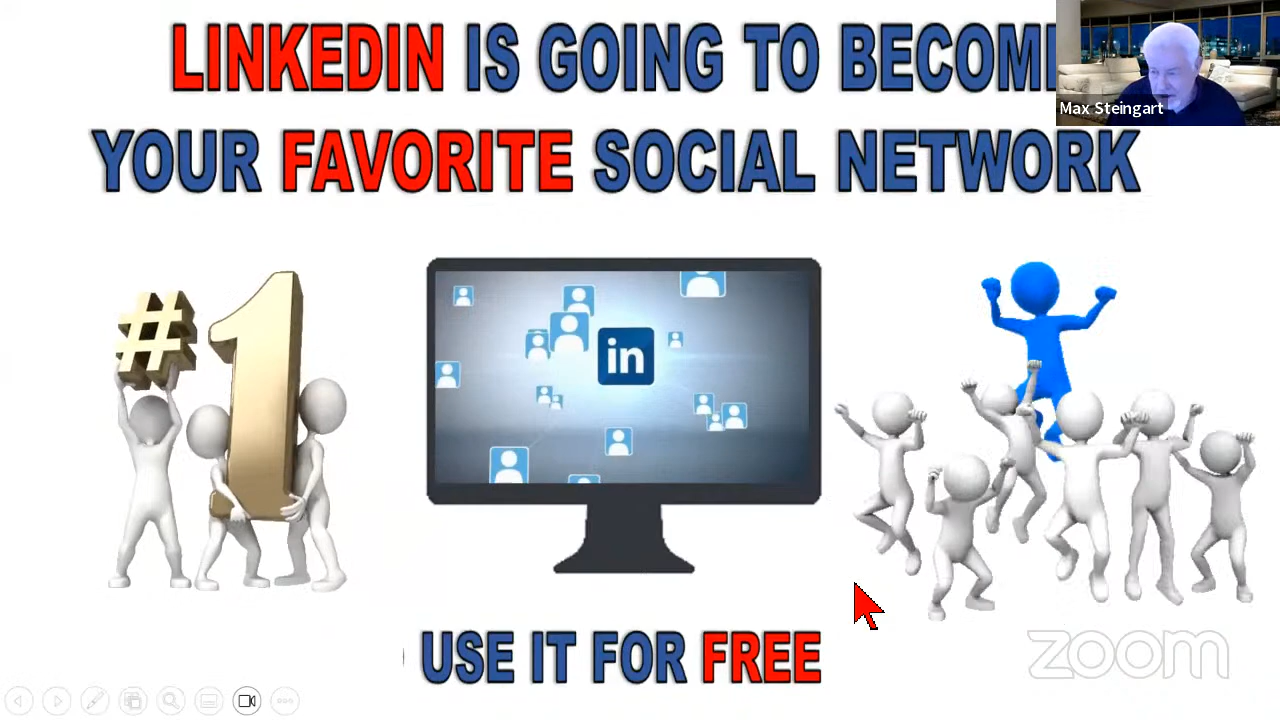 LINKEDIN IS GOING TO BECOM
Max Steingart
YOUR FAVORITE SOCIAL NETWORK
#1
in
USE IT FOR FREE
zoom